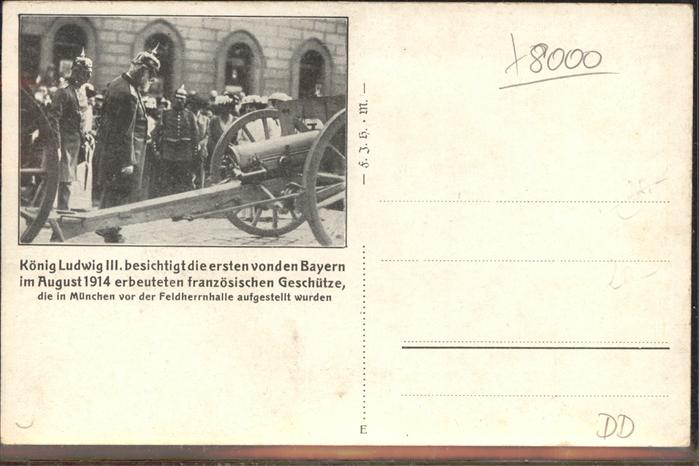 König Ludwig III. besichtigt die ersten von den Bayern
im August 1914 erbeuteten französischen Geschütze,
die in München vor der Feldherrnhalle aufgestellt wurden
— F. J. H. · M. —
E
8000
DD